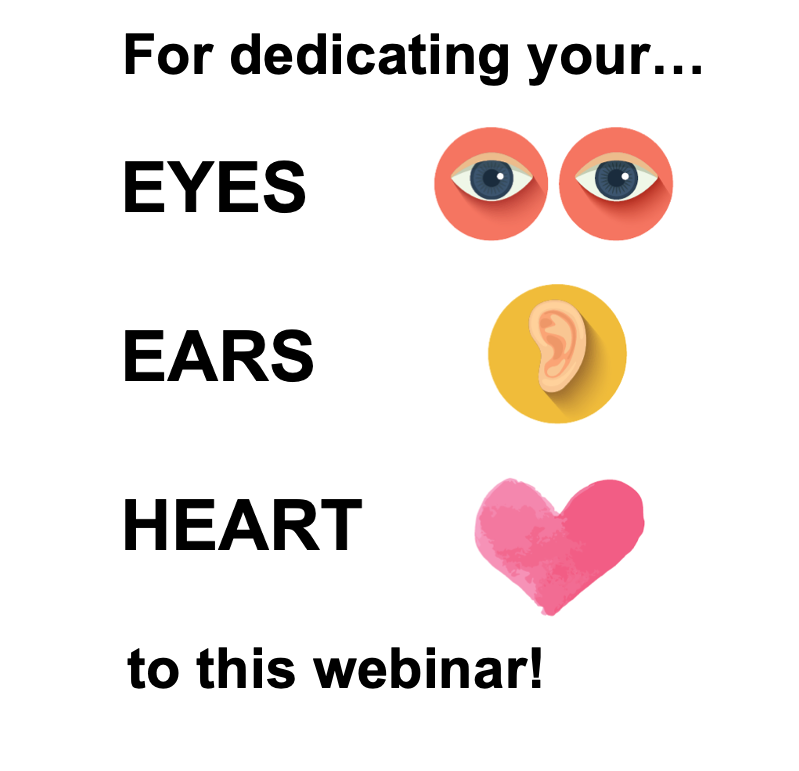 For dedicating your…
EYES
EARS
HEART
to this webinar!